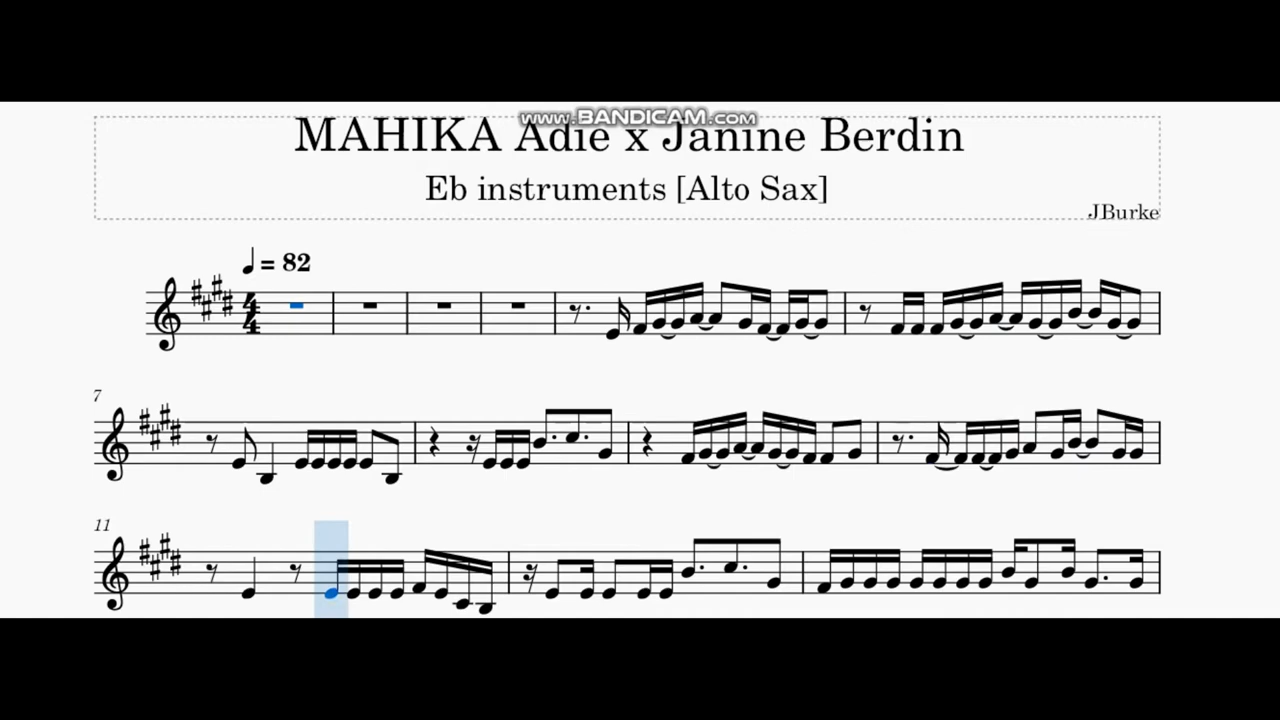 www.BANDICAM.com
MAHIKA Adie x Janine Berdin
Eb instruments [Alto Sax]
JBurke
♩ = 82
4
4
7
11